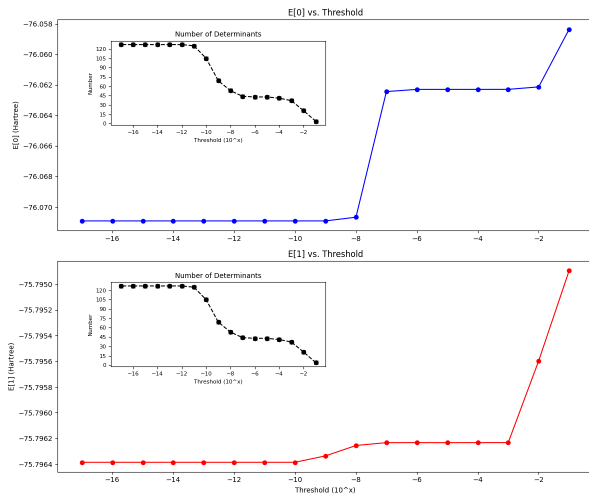 E[0] vs. Threshold
−76.058
−76.060
−76.062
−76.064
−76.066
−76.068
−76.070
E[0] (Hartree)
Number of Determinants
120
105
90
75
60
45
30
15
0
Number
−16 −14 −12 −10 −8 −6 −4 −2
Threshold (10^x)
−16 −14 −12 −10 −8 −6 −4 −2
E[1] vs. Threshold
−75.7950
−75.7952
−75.7954
−75.7956
−75.7958
−75.7960
−75.7962
−75.7964
E[1] (Hartree)
Number of Determinants
120
105
90
75
60
45
30
15
0
Number
−16 −14 −12 −10 −8 −6 −4 −2
Threshold (10^x)
−16 −14 −12 −10 −8 −6 −4 −2
Threshold (10^x)